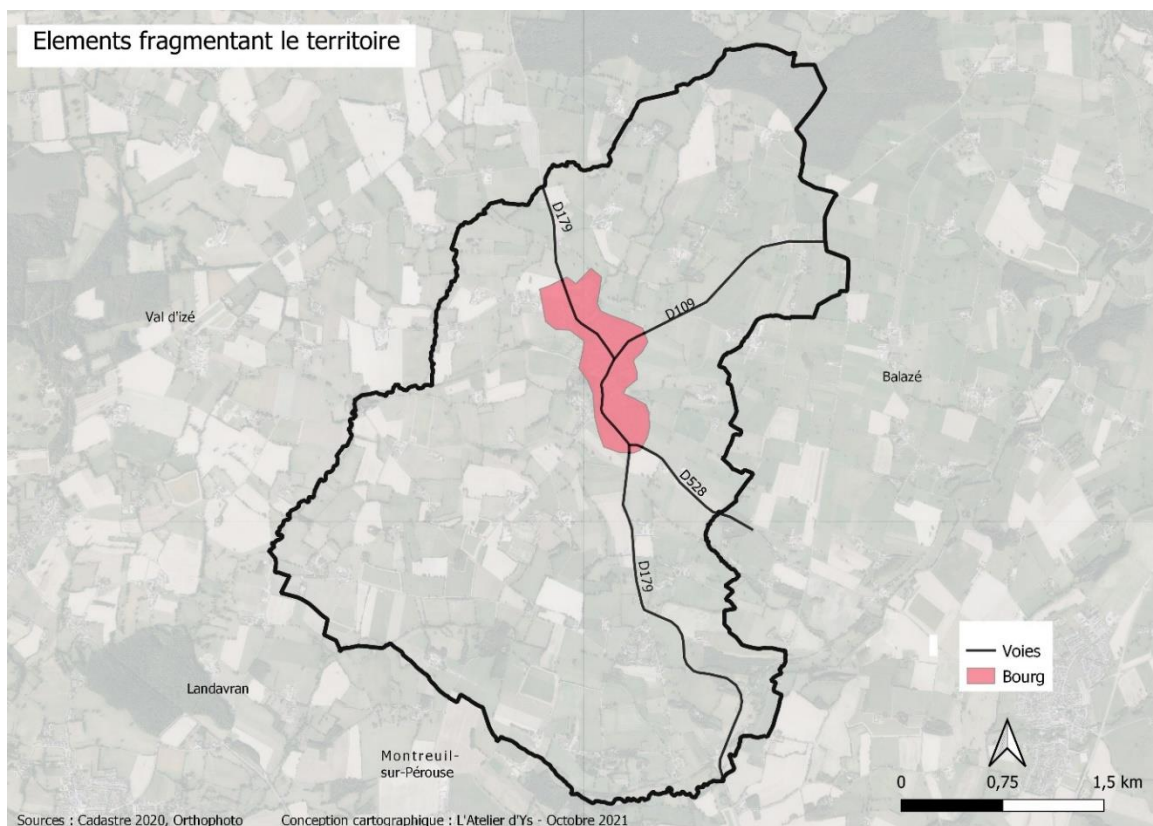 Elements fragmentant le territoire
D179
D109
Val d'izé
Balazé
D528
D179
Voies
Bourg
Landavran
Montreuil-
sur-Pérouse
0 0,75 1,5 km
Sources : Cadastre 2020, Orthophoto Conception cartographique : L'Atelier d'Ys - Octobre 2021